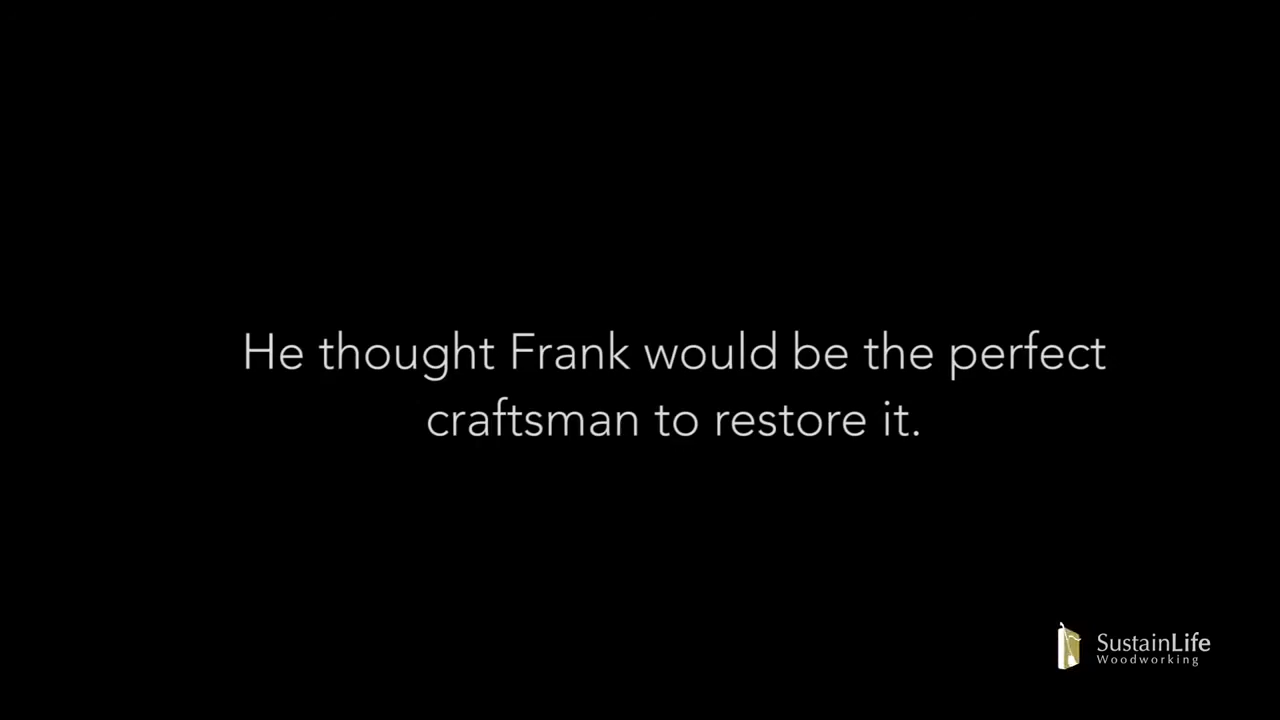 He thought Frank would be the perfect
craftsman to restore it.
SustainLife
Woodworking